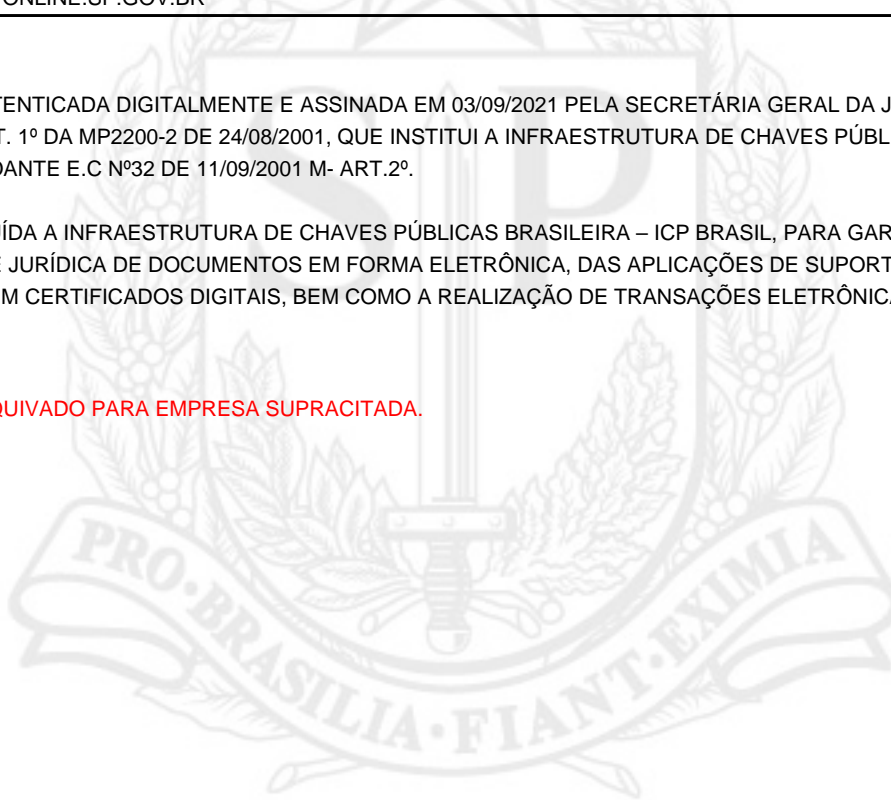 ONLINE.SP.GOV.BR
TENTICADA DIGITALMENTE E ASSINADA EM 03/09/2021 PELA SECRETÁRIA GERAL DA J
T. 1º DA MP2200-2 DE 24/08/2001, QUE INSTITUI A INFRAESTRUTURA DE CHAVES PÚBL
DANTE E.C Nº32 DE 11/09/2001 M- ART.2º.
ÍDA A INFRAESTRUTURA DE CHAVES PÚBLICAS BRASILEIRA – ICP BRASIL, PARA GAR
E JURÍDICA DE DOCUMENTOS EM FORMA ELETRÔNICA, DAS APLICAÇÕES DE SUPORT
M CERTIFICADOS DIGITAIS, BEM COMO A REALIZAÇÃO DE TRANSAÇÕES ELETRÔNICA
QUIVADO PARA EMPRESA SUPRACITADA.
SP
PRO·BRASILIA·FIANT·EXIMIA